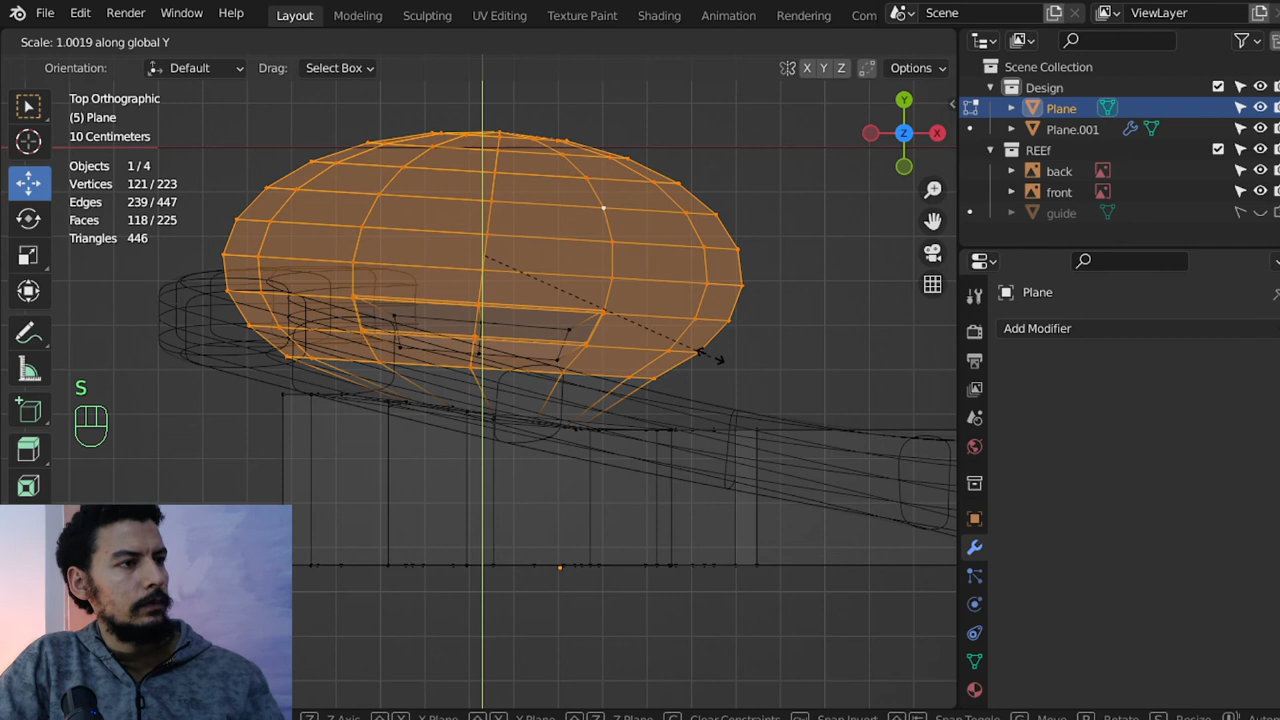 File Edit Render Window Help Layout Modeling Sculpting UV Editing Texture Paint Shading Animation Rendering Com Scene ViewLayer
Scale: 1.0019 along global Y
Orientation: Default Drag: Select Box X Y Z Options
Scene Collection
Design
Plane
Plane.001
REEf
back
front
guide
Top Orthographic
(5) Plane
10 Centimeters
Objects 1 / 4
Vertices 121 / 223
Edges 239 / 447
Faces 118 / 225
Triangles 446
Y
Z
X
S
Plane
Add Modifier